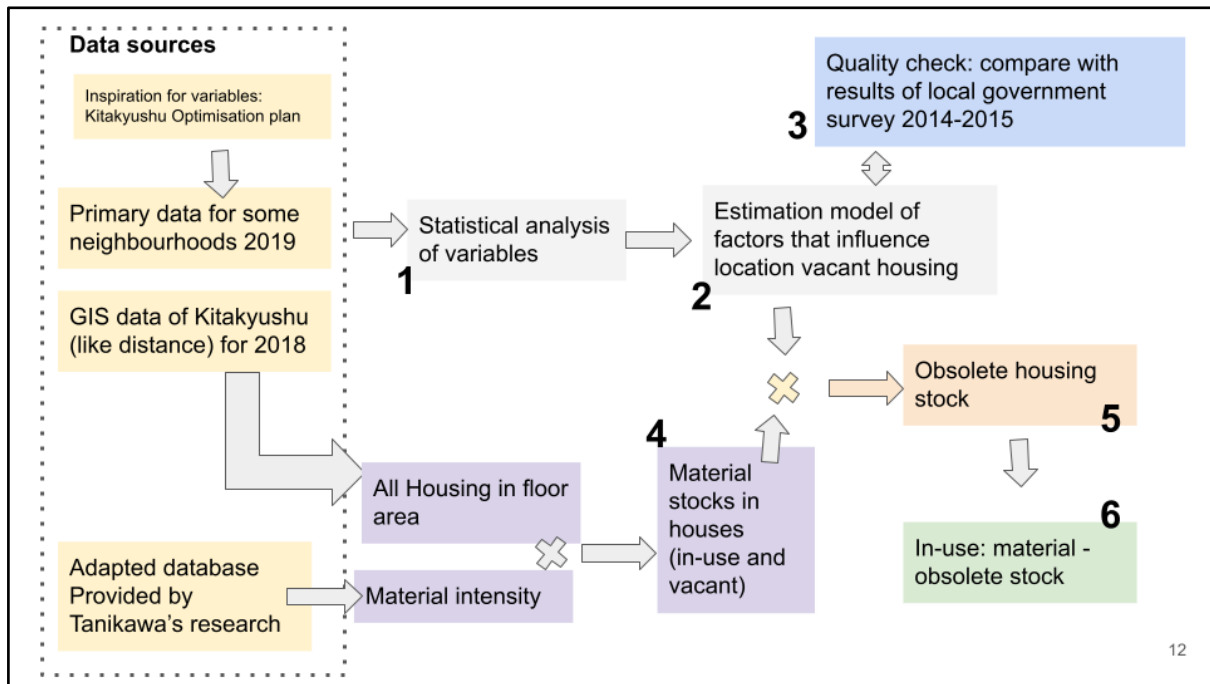 Data sources
Inspiration for variables:
Kitakyushu Optimisation plan
Primary data for some
neighbourhoods 2019
GIS data of Kitakyushu
(like distance) for 2018
Adapted database
Provided by
Tanikawa's research
Statistical analysis
of variables
1
Estimation model of
factors that influence
location vacant housing
2
Quality check: compare with
results of local government
survey 2014-2015
3
All Housing in floor
area
Material intensity
4
Material
stocks in
houses
(in-use and
vacant)
Obsolete housing
stock
5
6
In-use: material -
obsolete stock
12